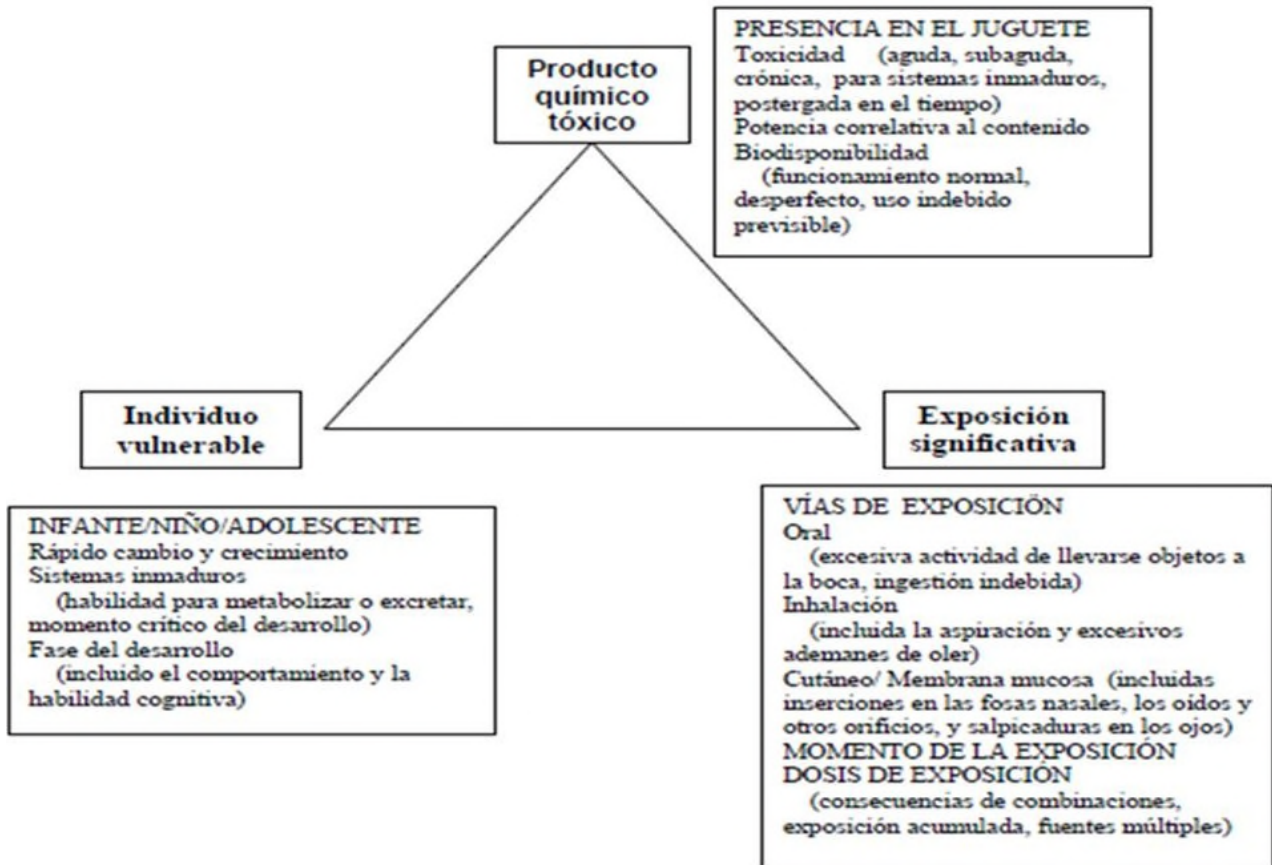 Producto
químico
tóxico
PRESENCIA EN EL JUGUETE
Toxicidad (aguda, subaguda,
crónica, para sistemas inmaduros,
postergada en el tiempo)
Potencia correlativa al contenido
Biodisponibilidad
(funcionamiento normal,
desperfecto, uso indebido
previsible)
Individuo
vulnerable
INFANTE/NIÑO/ADOLESCENTE
Rápido cambio y crecimiento
Sistemas inmaduros
(habilidad para metabolizar o excretar,
momento crítico del desarrollo)
Fase del desarrollo
(incluido el comportamiento y la
habilidad cognitiva)
Exposición
significativa
VÍAS DE EXPOSICIÖN
Oral
(excesiva actividad de llevarse objetos a
la boca, ingestión indebida)
Inhalación
(incluida la aspiración y excesivos
ademanes de oler)
Cutáneo/ Membrana mucosa (incluidas
inserciones en las fosas nasales, los oídos y
otros orificios, y salpicaduras en los ojos)
MOMENTO DE LA EXPOSICIÓN
DOSIS DE EXPOSICIÓN
(consecuencias de combinaciones,
exposición acumulada, fuentes múltiples)